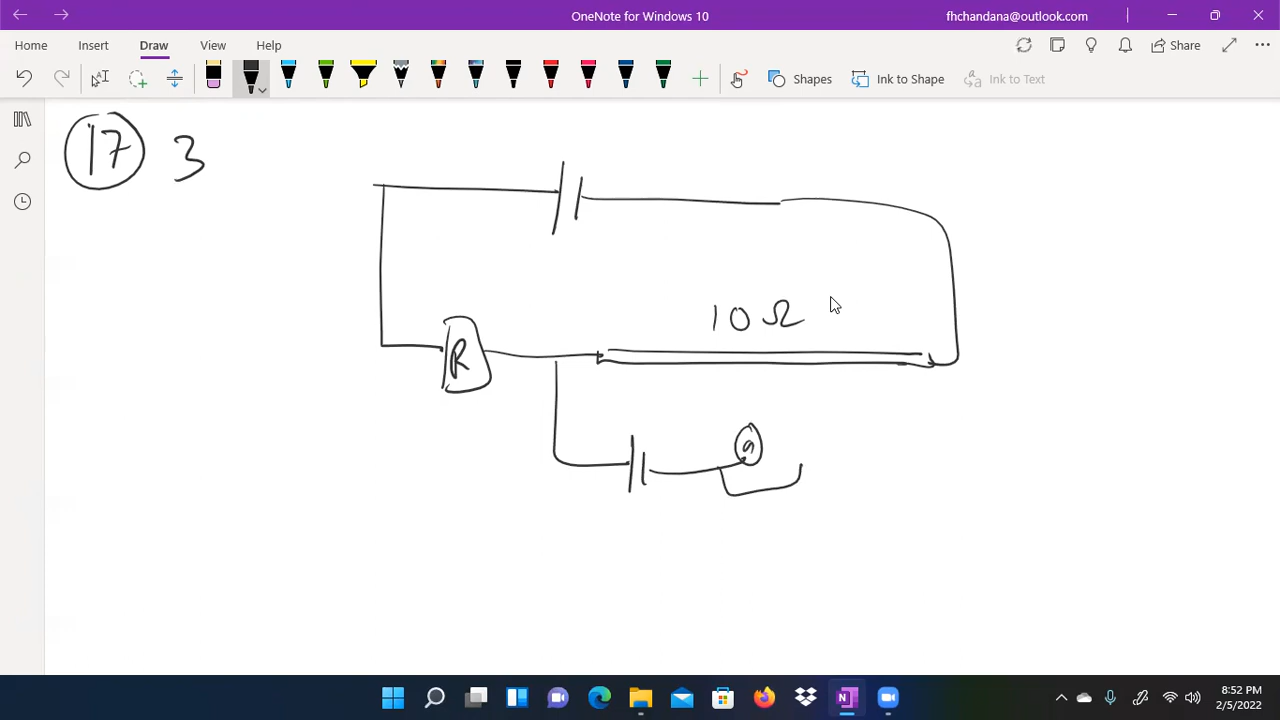 OneNote for Windows 10
fhchandana@outlook.com
Home Insert Draw View Help
Share
Shapes Ink to Shape Ink to Text
17 3
10 Ω
R
8:52 PM
2/5/2022